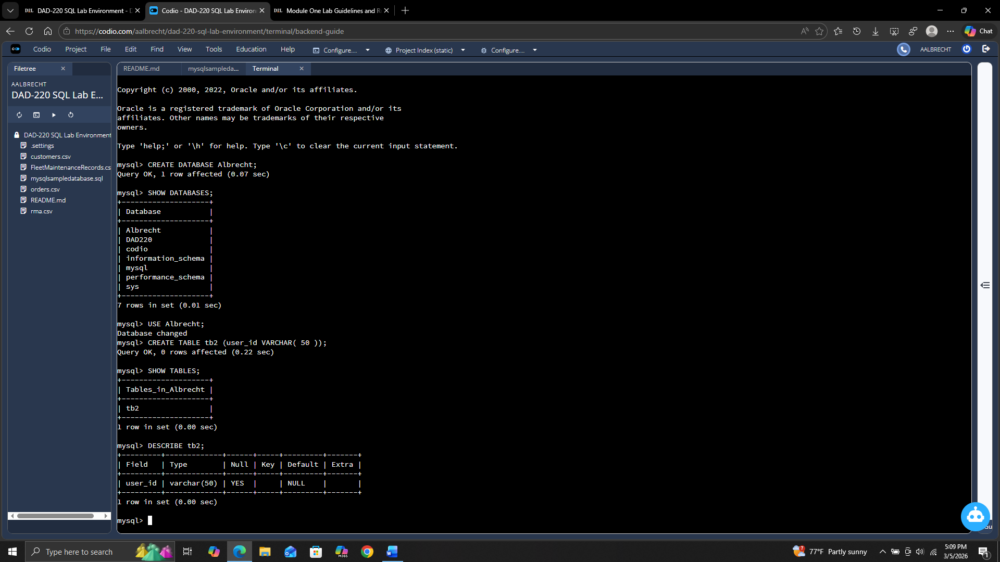 DAD-220 SQL Lab Environment -
Codio - DAD-220 SQL Lab Environ
Module One Lab Guidelines and R
https://codio.com/aalbrecht/dad-220-sql-lab-environment/terminal/backend-guide
Chat
Codio Project File Edit Find View Tools Education Help Configure.... Project Index (static) Configure.... AALBRECHT
Filetree
AALBRECHT
DAD-220 SQL Lab E...
DAD-220 SQL Lab Environment
.settings
customers.csv
FleetMaintenanceRecords.cs
mysqlsampledatabase.sql
orders.csv
README.md
rma.csv
README.md mysqlsampleda... Terminal
Copyright (c) 2000, 2022, Oracle and/or its affiliates.
Oracle is a registered trademark of Oracle Corporation and/or its
affiliates. Other names may be trademarks of their respective
owners.
Type 'help;' or '\h' for help. Type '\c' to clear the current input statement.
mysql> CREATE DATABASE Albrecht;
Query OK, 1 row affected (0.07 sec)
mysql> SHOW DATABASES;
+--------------------+
| Database           |
+--------------------+
| Albrecht           |
| DAD220             |
| codio              |
| information_schema |
| mysql              |
| performance_schema |
| sys                |
+--------------------+
7 rows in set (0.01 sec)
mysql> USE Albrecht;
Database changed
mysql> CREATE TABLE tb2 (user_id VARCHAR( 50 ));
Query OK, 0 rows affected (0.22 sec)
mysql> SHOW TABLES;
+--------------------+
| Tables_in_Albrecht |
+--------------------+
| tb2                |
+--------------------+
1 row in set (0.00 sec)
mysql> DESCRIBE tb2;
+---------+-------------+------+-----+---------+-------+
| Field   | Type        | Null | Key | Default | Extra |
+---------+-------------+------+-----+---------+-------+
| user_id | varchar(50) | YES  |     | NULL    |       |
+---------+-------------+------+-----+---------+-------+
1 row in set (0.00 sec)
mysql>
Type here to search
77°F Partly sunny
5:09 PM
3/5/2026